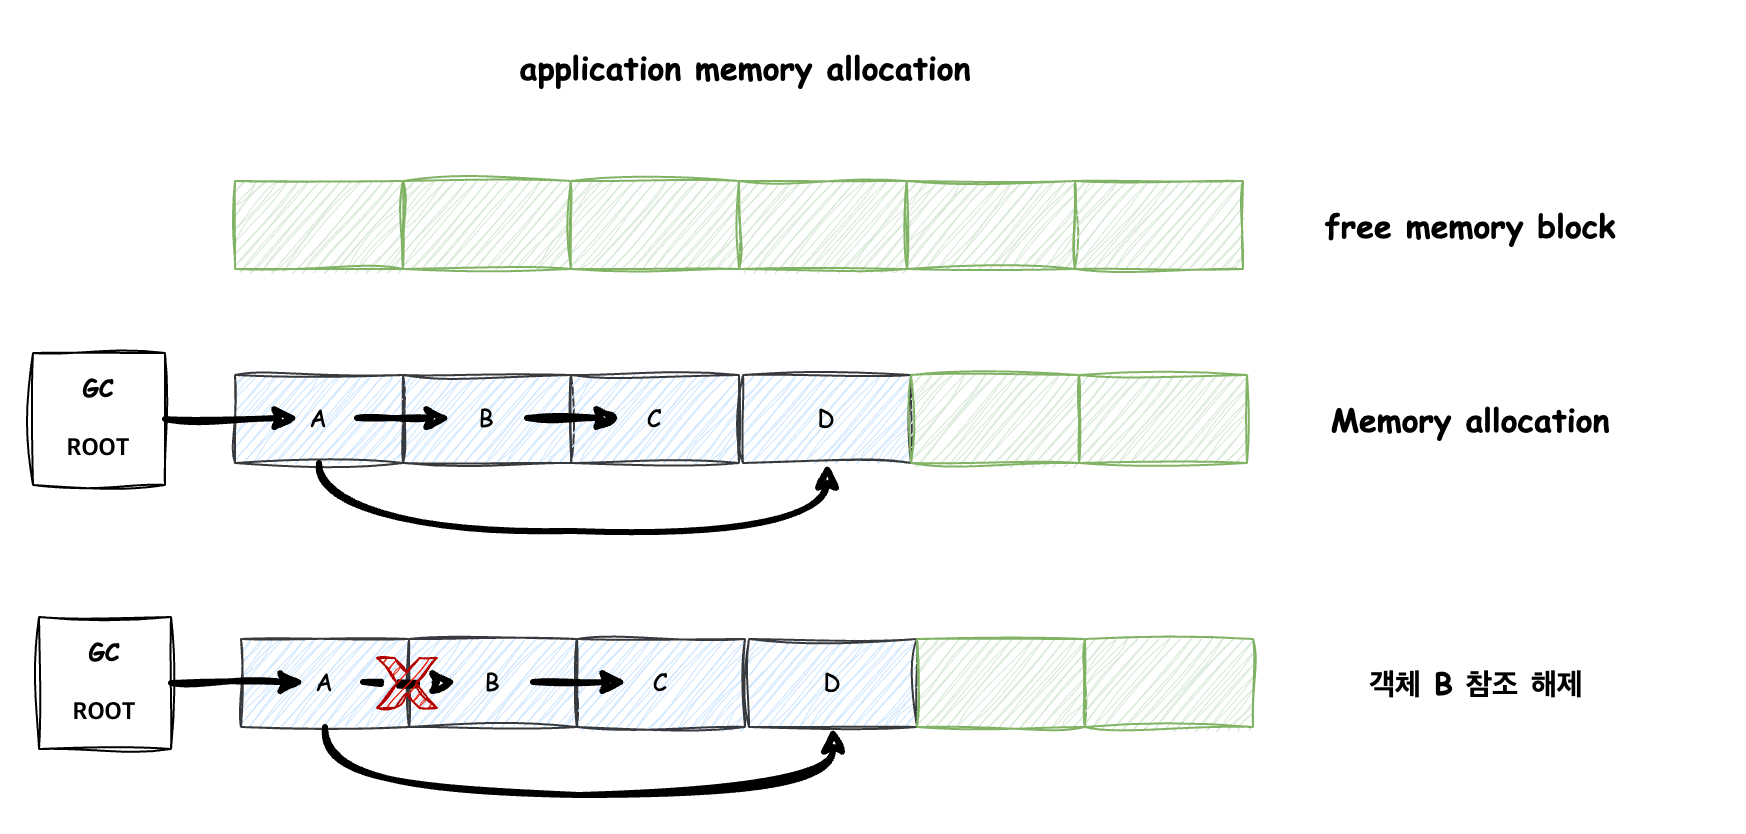 application memory allocation
free memory block
GC
ROOT
A
B
C
D
Memory allocation
GC
ROOT
A
B
C
D
객체 B 참조 해제